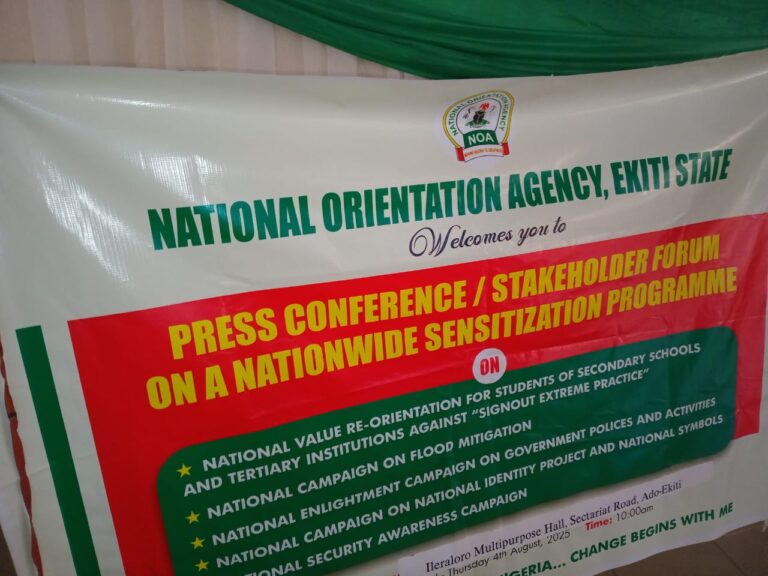 NATIONAL ORIENTATION AGENCY
NOA
NATIONAL ORIENTATION AGENCY, EKITI STATE
Welcomes you to
PRESS CONFERENCE / STAKEHOLDER FORUM
ON A NATIONWIDE SENSITIZATION PROGRAMME
ON
NATIONAL VALUE RE-ORIENTATION FOR STUDENTS OF SECONDARY SCHOOLS
AND TERTIARY INSTITUTIONS AGAINST "SIGNOUT EXTREME PRACTICE"
NATIONAL CAMPAIGN ON FLOOD MITIGATION
NATIONAL ENLIGHTMENT CAMPAIGN ON GOVERNMENT POLICES AND ACTIVITIES
NATIONAL CAMPAIGN ON NATIONAL IDENTITY PROJECT AND NATIONAL SYMBOLS
SECURITY AWARENESS CAMPAIGN
Ileraloro Multipurpose Hall, Sectariat Road, Ado-Ekiti
Thursday 4th August, 2025 Time: 10:00am
CHANGE BEGINS WITH ME